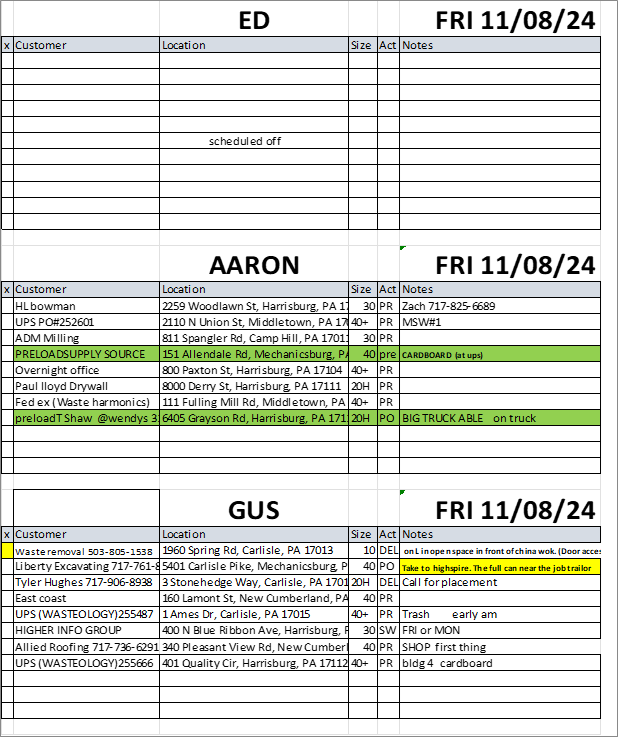 ED FRI 11/08/24
x Customer Location Size Act Notes
scheduled off
AARON FRI 11/08/24
x Customer Location Size Act Notes
HL bowman 2259 Woodlawn St, Harrisburg, PA 17 30 PR Zach 717-825-6689
UPS PO#252601 2110 N Union St, Middletown, PA 17 40+ PR MSW#1
ADM Milling 811 Spangler Rd, Camp Hill, PA 17011 30 PR
PRELOADSUPPLY SOURCE 151 Allendale Rd, Mechanicsburg, PA 40 pre CARDBOARD (at ups)
Overnight office 800 Paxton St, Harrisburg, PA 17104 40+ PR
Paul lloyd Drywall 8000 Derry St, Harrisburg, PA 17111 20H PR
Fed ex (Waste harmonics) 111 Fulling Mill Rd, Middletown, PA 40+ PR
preloadT Shaw @wendys 6405 Grayson Rd, Harrisburg, PA 171 20H PO BIG TRUCK ABLE on truck
GUS FRI 11/08/24
x Customer Location Size Act Notes
Waste removal 503-805-1538 1960 Spring Rd, Carlisle, PA 17013 10 DEL on L in open space in front of china wok. (Door acces
Liberty Excavating 717-761-8 5401 Carlisle Pike, Mechanicsburg, P 40 PO Take to highspire. The full can near the job trailor
Tyler Hughes 717-906-8938 3 Stonehedge Way, Carlisle, PA 1701 20H DEL Call for placement
East coast 160 Lamont St, New Cumberland, PA 40 PR
UPS (WASTEOLOGY)255487 1 Ames Dr, Carlisle, PA 17015 40+ PR Trash early am
HIGHER INFO GROUP 400 N Blue Ribbon Ave, Harrisburg, P 30 SW FRI or MON
Allied Roofing 717-736-6291 340 Pleasant View Rd, New Cumberl 40 PR SHOP first thing
UPS (WASTEOLOGY)255666 401 Quality Cir, Harrisburg, PA 17112 40+ PR bldg 4 cardboard